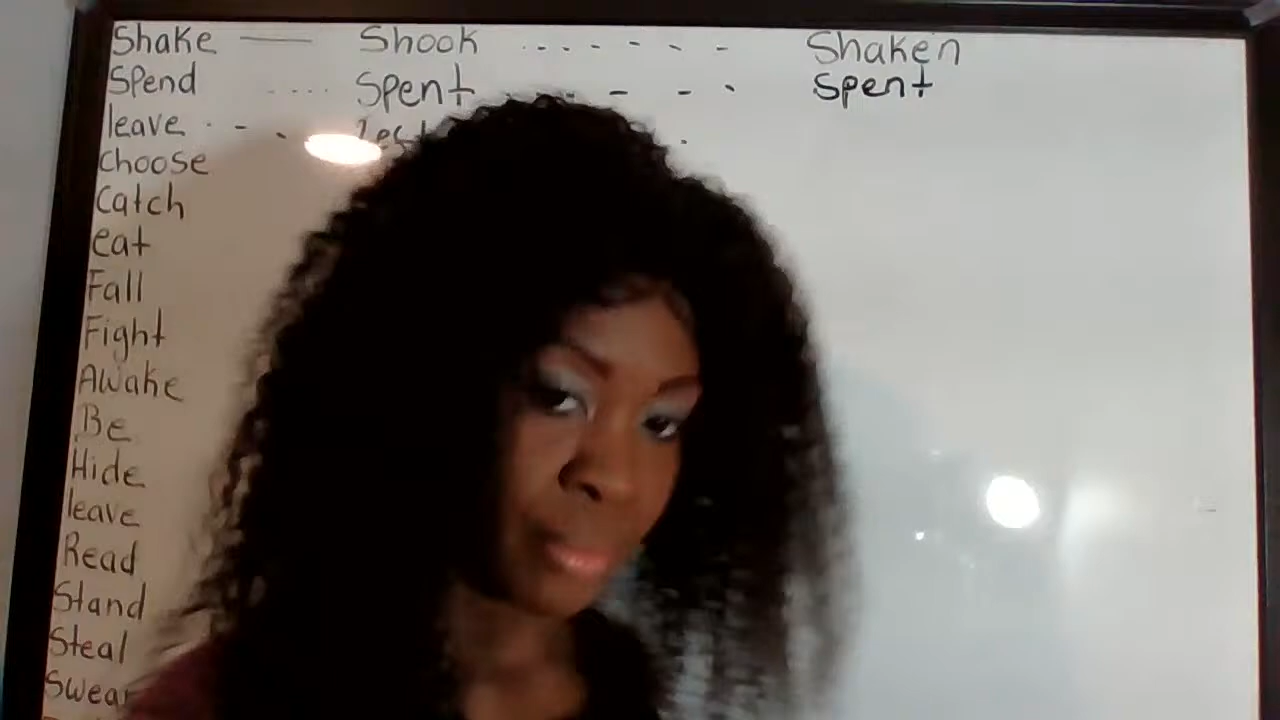 Shake — Shook ....--- Shaken
Spend .... Spent ..--. Spent
leave
choose
Catch
eat
Fall
Fight
Awake
Be
Hide
leave
Read
Stand
Steal